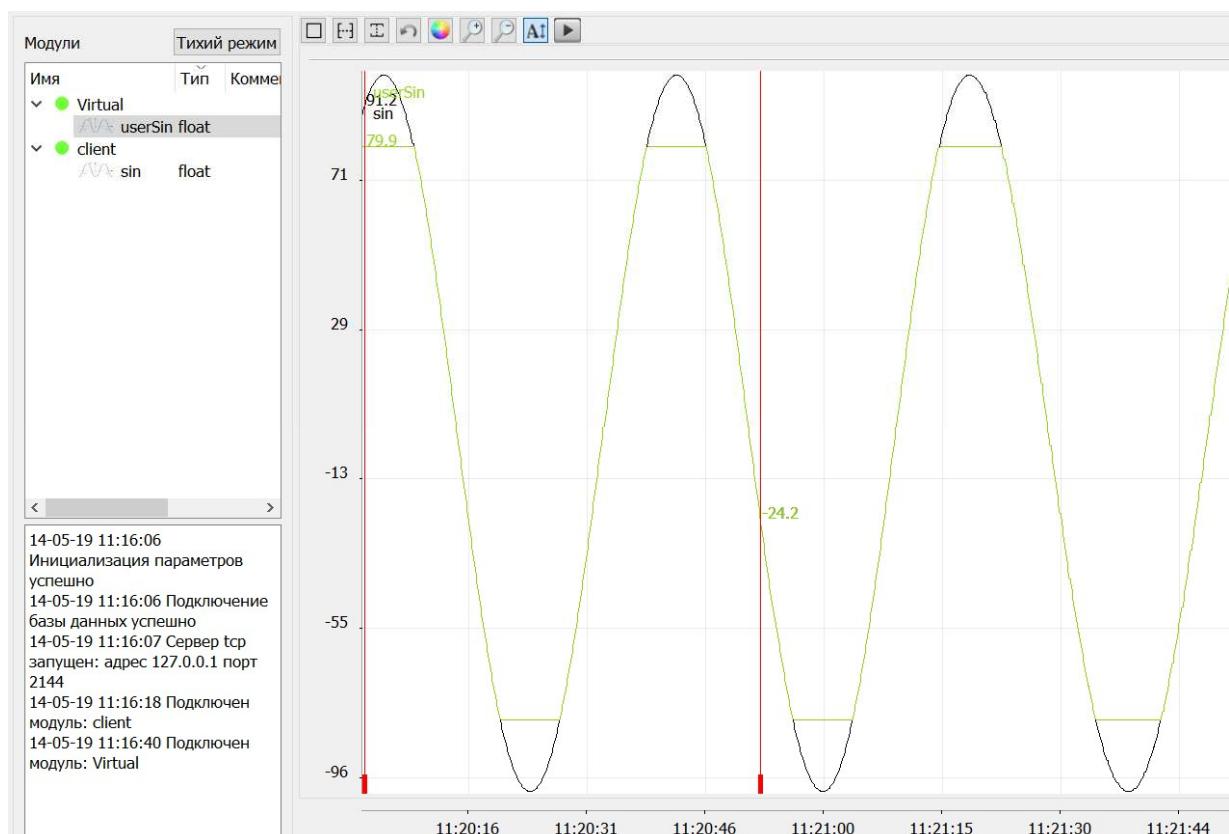 Модули
Тихий режим
Имя Тип Комме
Virtual
userSin float
client
sin float
14-05-19 11:16:06
Инициализация параметров
успешно
14-05-19 11:16:06 Подключение
базы данных успешно
14-05-19 11:16:07 Сервер tcp
запущен: адрес 127.0.0.1 порт
2144
14-05-19 11:16:18 Подключен
модуль: client
14-05-19 11:16:40 Подключен
модуль: Virtual
A
userSin
91.2
sin
79.9
71
29
-13
-24.2
-55
-96
11:20:16 11:20:31 11:20:46 11:21:00 11:21:15 11:21:30 11:21:44